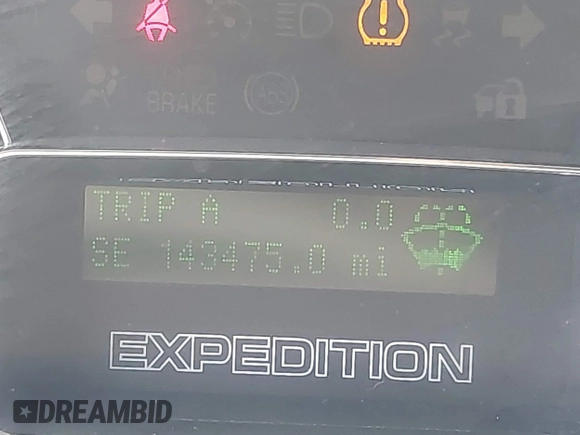 BRAKE
ABS
TRIP A 0.0
SE 143475.0 mi
EXPEDITION
DREAMBID